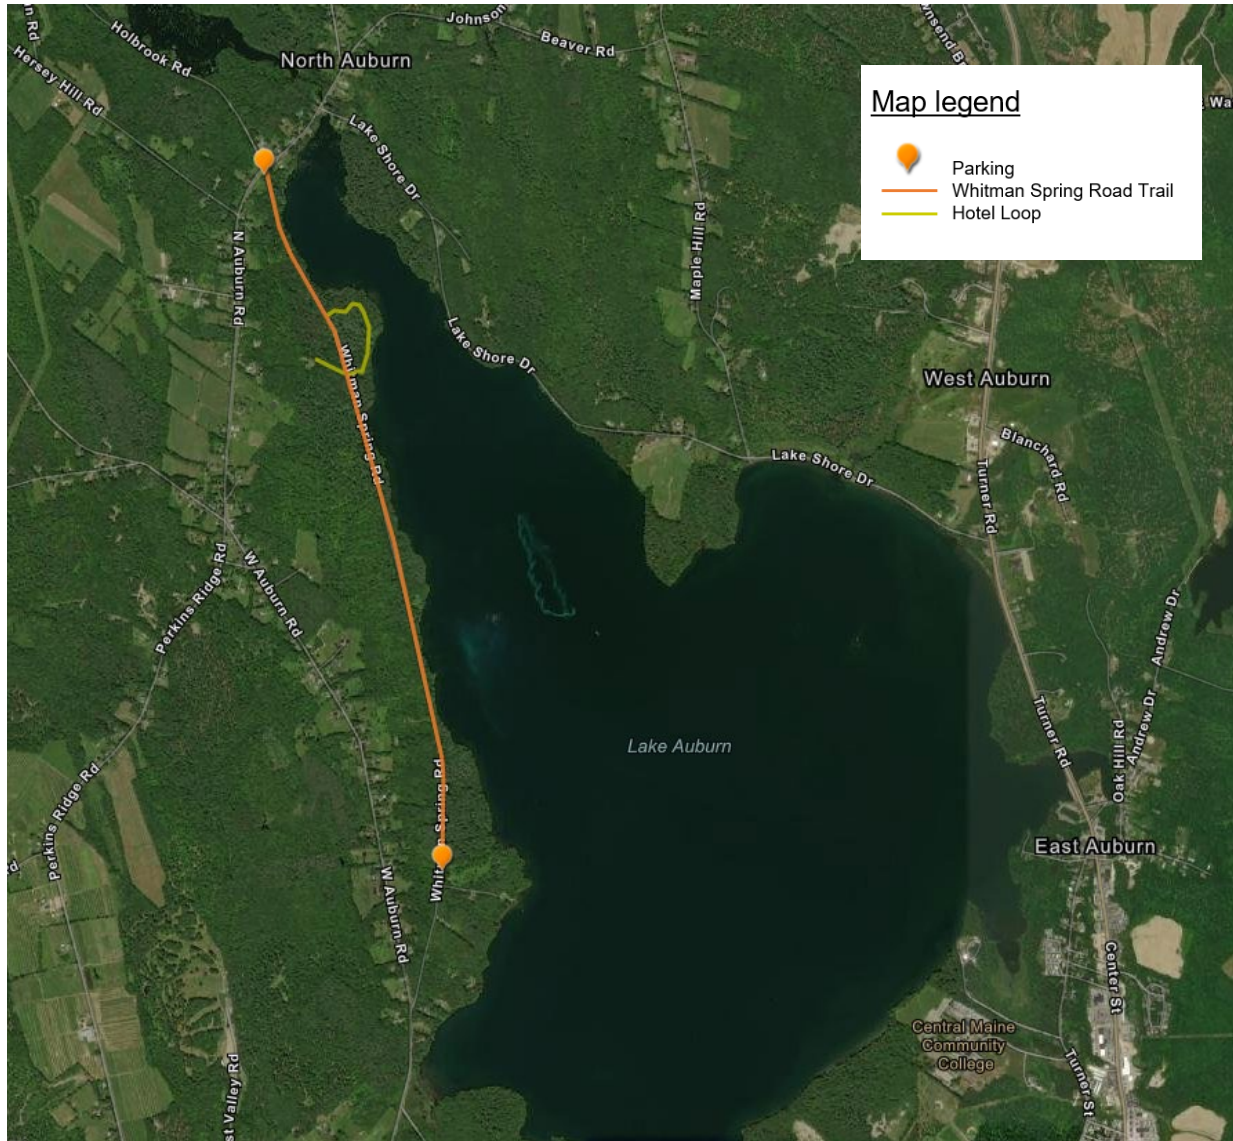 Holbrook Rd
Hersey Hill Rd
North Auburn
Johnson
Beaver Rd
Map legend
Parking
Whitman Spring Road Trail
Hotel Loop
Lake Shore Dr
Maple Hill Rd
N Auburn Rd
Lake Shore Dr
Whitman Spring Rd
West Auburn
Blanchard Rd
Lake Shore Dr
Turner Rd
Perkins Ridge Rd
W Auburn Rd
Andrew Dr
Lake Auburn
Turner Rd
Oak Hill Rd
Andrew Dr
Perkins Ridge Rd
Spring Rd
East Auburn
W Auburn Rd
Center St
Central Maine
Community
College
Valley Rd
Turner St